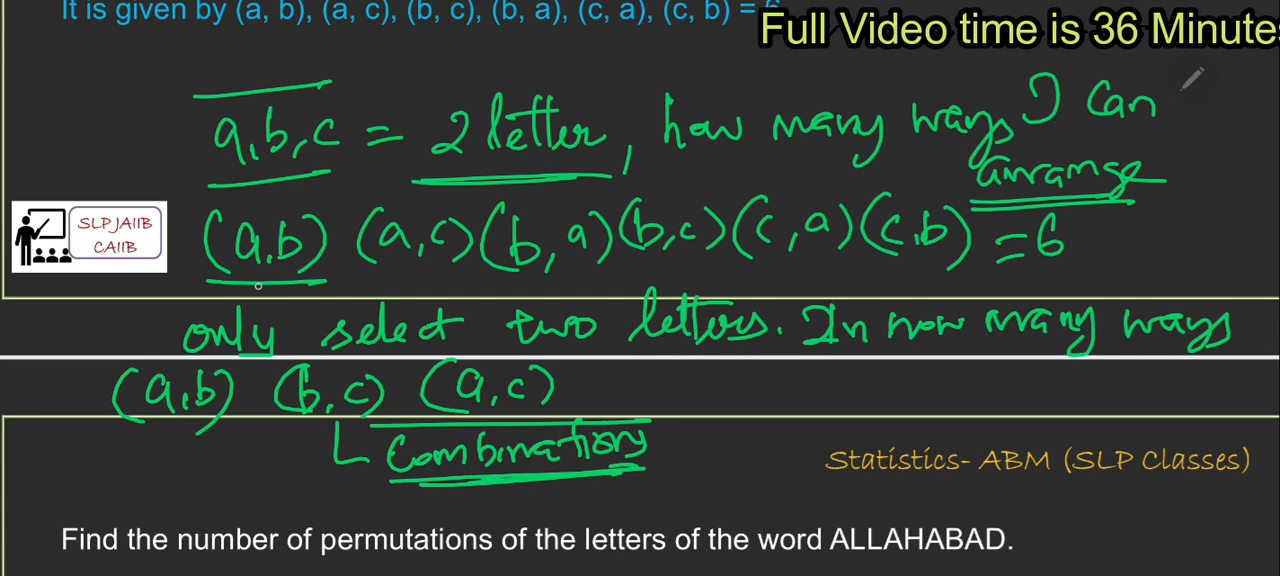 It is given by (a, b), (a, c), (b, c), (b, a), (c, a), (c, b) = 6
Full Video time is 36 Minute
a,b,c = 2 letter, how many ways I can
arrange
SLP JAIIB
CAIIB
(a,b) (a,c) (b,a) (b,c) (c,a) (c,b) = 6
only select two letters. In how many ways
(a,b) (b,c) (a,c)
Combinations
Statistics- ABM (SLP Classes)
Find the number of permutations of the letters of the word ALLAHABAD.